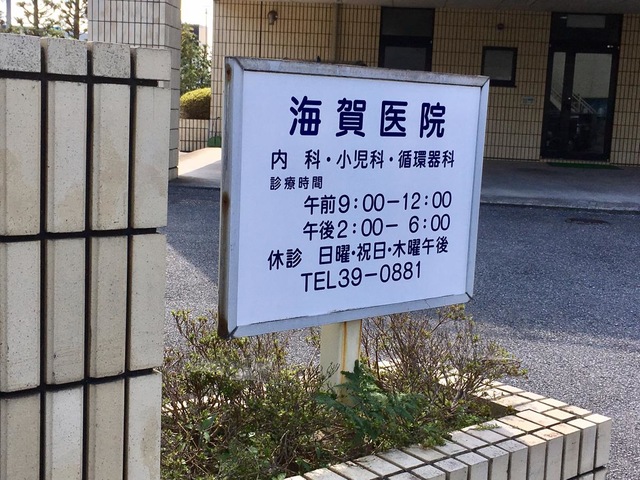 海賀医院
内 科・小児科・循環器科
診療時間
午前9:00−12:00
午後2:00− 6:00
休診 日曜・祝日・木曜午後
TEL39−0881